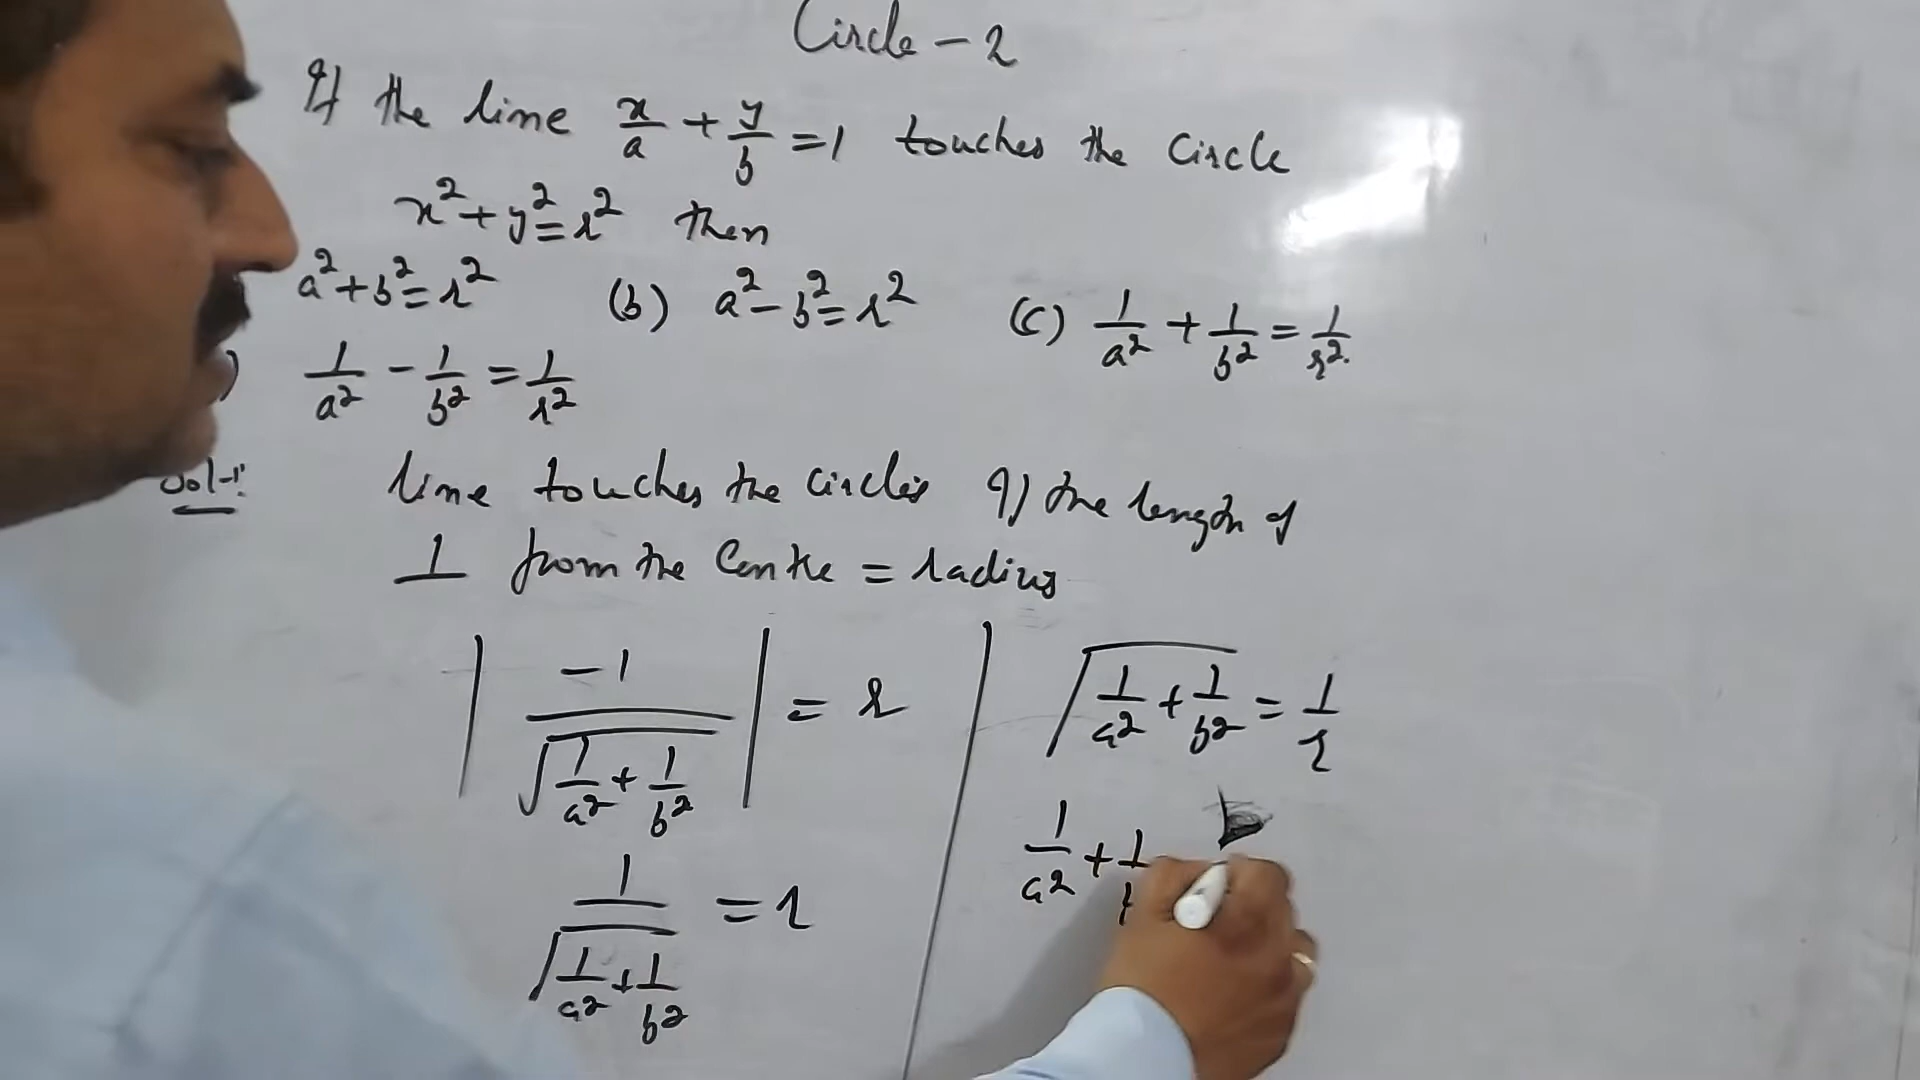 Circle - 2
If the line x/a + y/b = 1 touches the circle
x² + y² = r² then
a² + b² = r² (b) a² - b² = r² (c) 1/a² + 1/b² = 1/r².
) 1/a² - 1/b² = 1/r²
Sol-:
line touches the circles If the length of
⊥ from the Centre = radius
| -1 / √(1/a² + 1/b²) | = r
1 / √(1/a² + 1/b²) = r
√(1/a² + 1/b²) = 1/r
1/a² + 1/